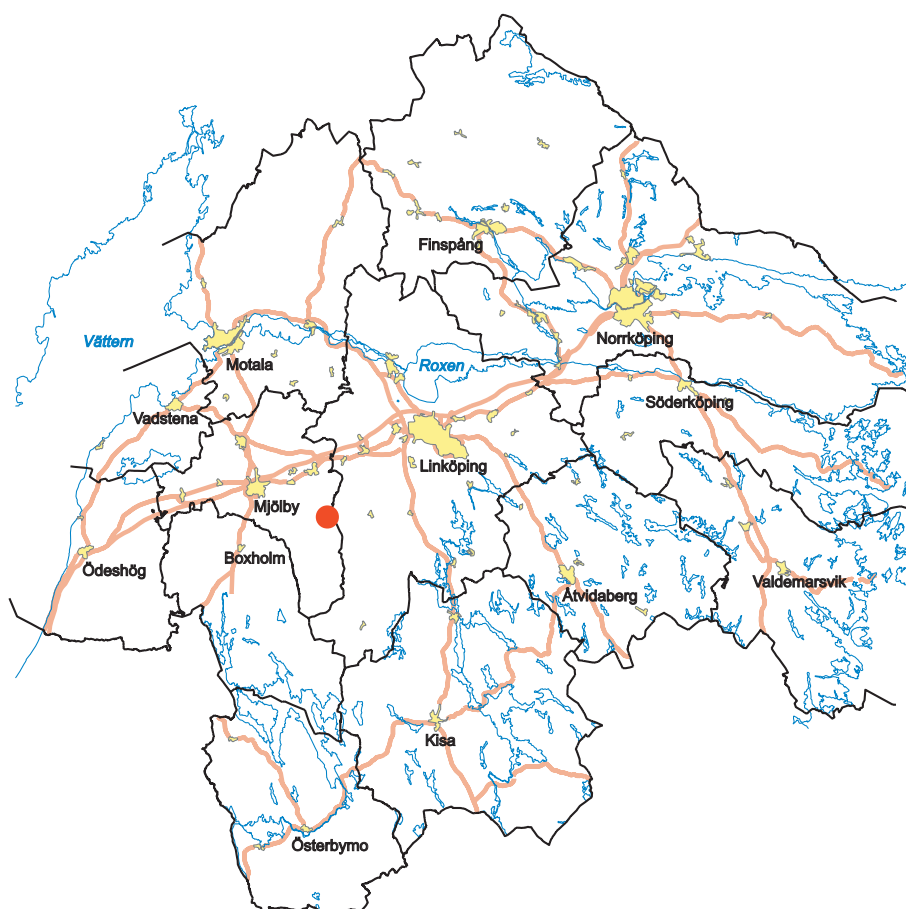 Finspång
Norrköping
Vättern
Motala
Roxen
Söderköping
Vadstena
Linköping
Mjölby
Boxholm
Ödeshög
Åtvidaberg
Valdemarsvik
Kisa
Österbymo